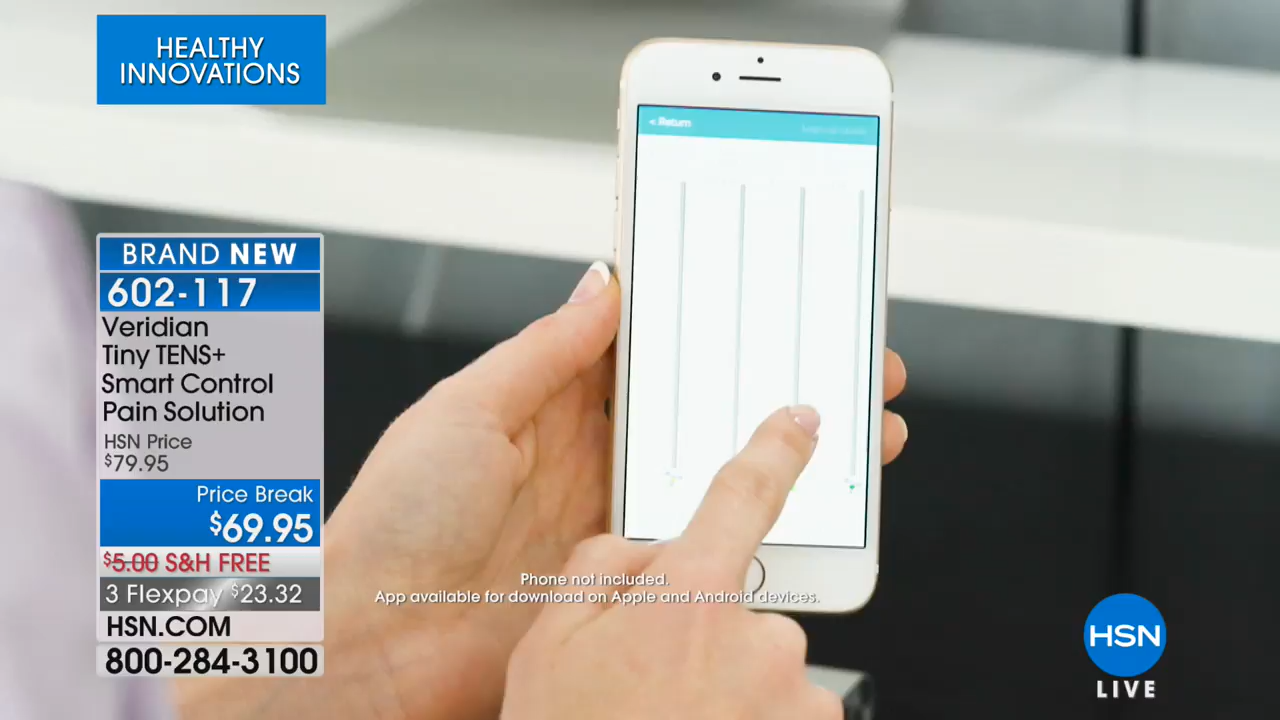 HEALTHY
INNOVATIONS
< Return
BRAND NEW
602-117
Veridian
Tiny TENS+
Smart Control
Pain Solution
HSN Price
$79.95
Price Break
$69.95
$5.00 S&H FREE
3 Flexpay $23.32
HSN.COM
800-284-3100
Phone not included.
App available for download on Apple and Android devices.
HSN
LIVE